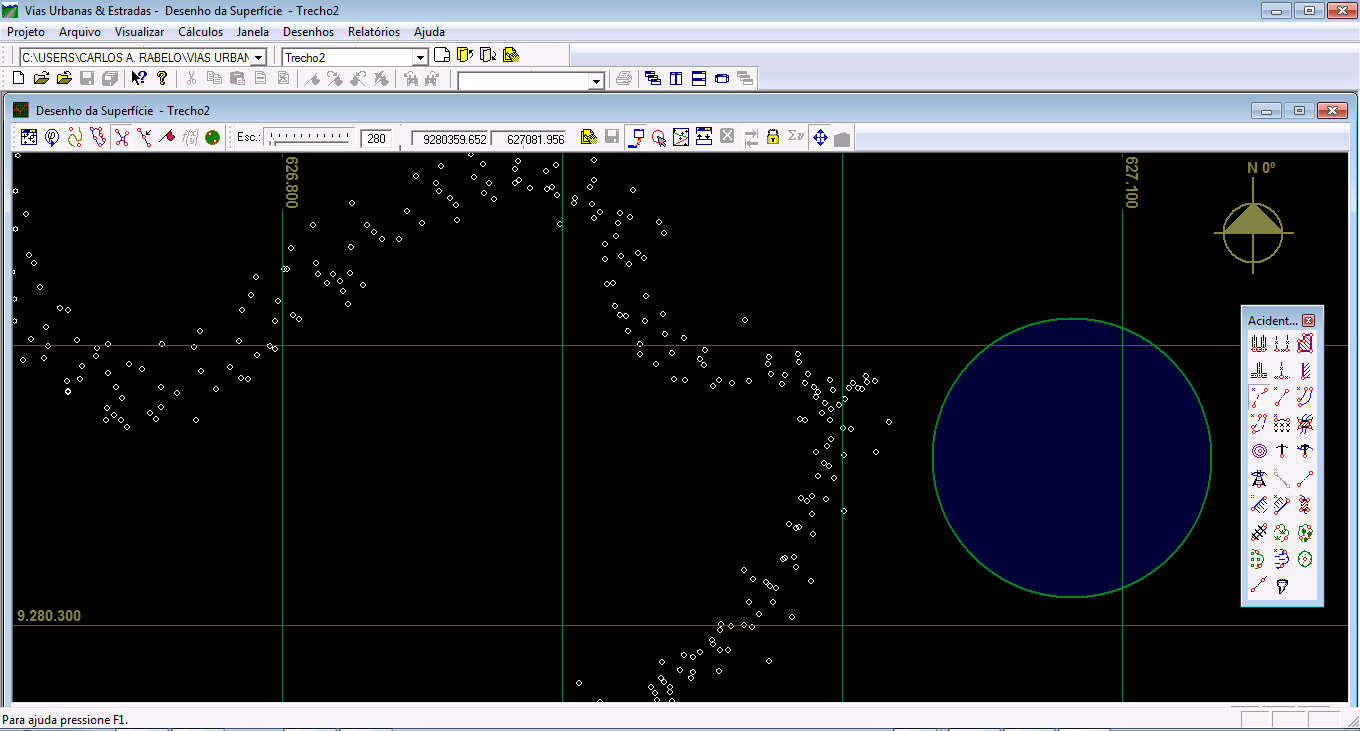 Vias Urbanas & Estradas - Desenho da Superfície - Trecho2
Projeto Arquivo Visualizar Cálculos Janela Desenhos Relatórios Ajuda
C:\USERS\CARLOS A. RABELO\VIAS URBAN Trecho2
Desenho da Superfície - Trecho2
Esc.: 280 9280359.652 627081.956 Σν
626.800
627.100
N 0º
Acident...
9.280.300
Para ajuda pressione F1.